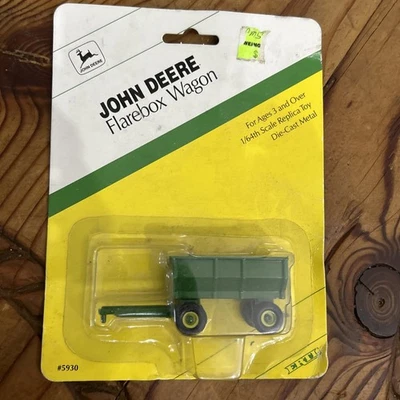 JOHN DEERE
JOHN DEERE
Flarebox Wagon
For Ages 3 and Over
1/64th Scale Replica Toy
Die-Cast Metal
#5930
ERTL